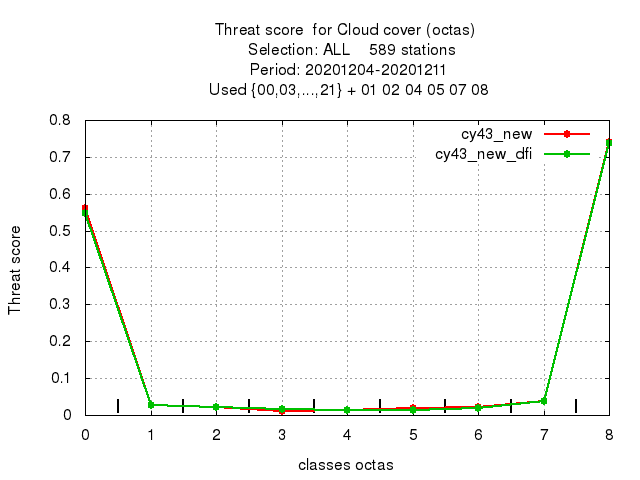 Threat score  for Cloud cover (octas)
Selection: ALL    589 stations
Period: 20201204-20201211
Used {00,03,...,21} + 01 02 04 05 07 08
cy43_new
cy43_new_dfi
Threat score
0.8
0.7
0.6
0.5
0.4
0.3
0.2
0.1
0
0 1 2 3 4 5 6 7 8
classes octas